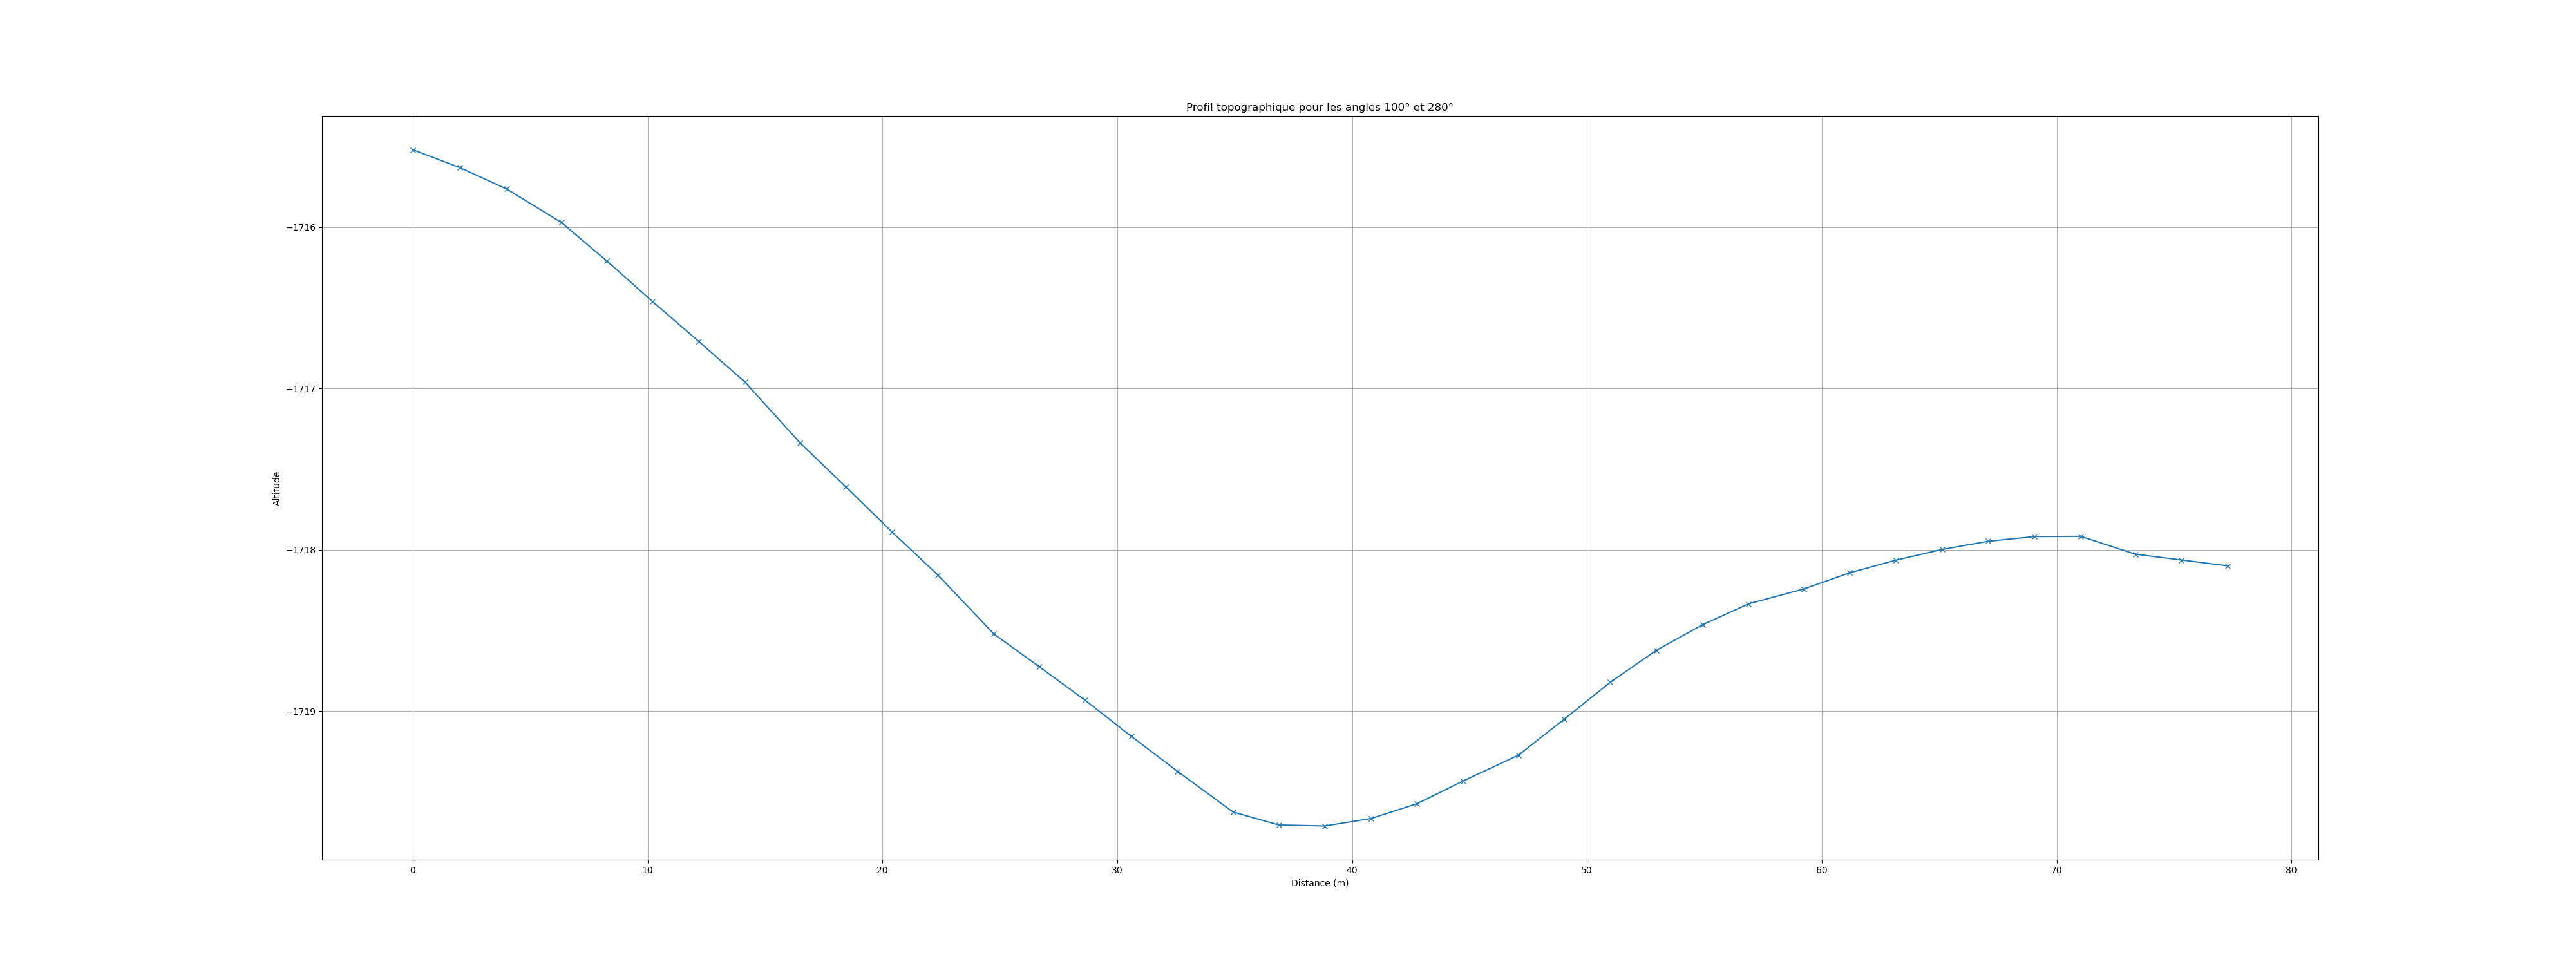 Profil topographique pour les angles 100° et 280°
−1716
−1717
−1718
−1719
Altitude
0 10 20 30 40 50 60 70 80
Distance (m)